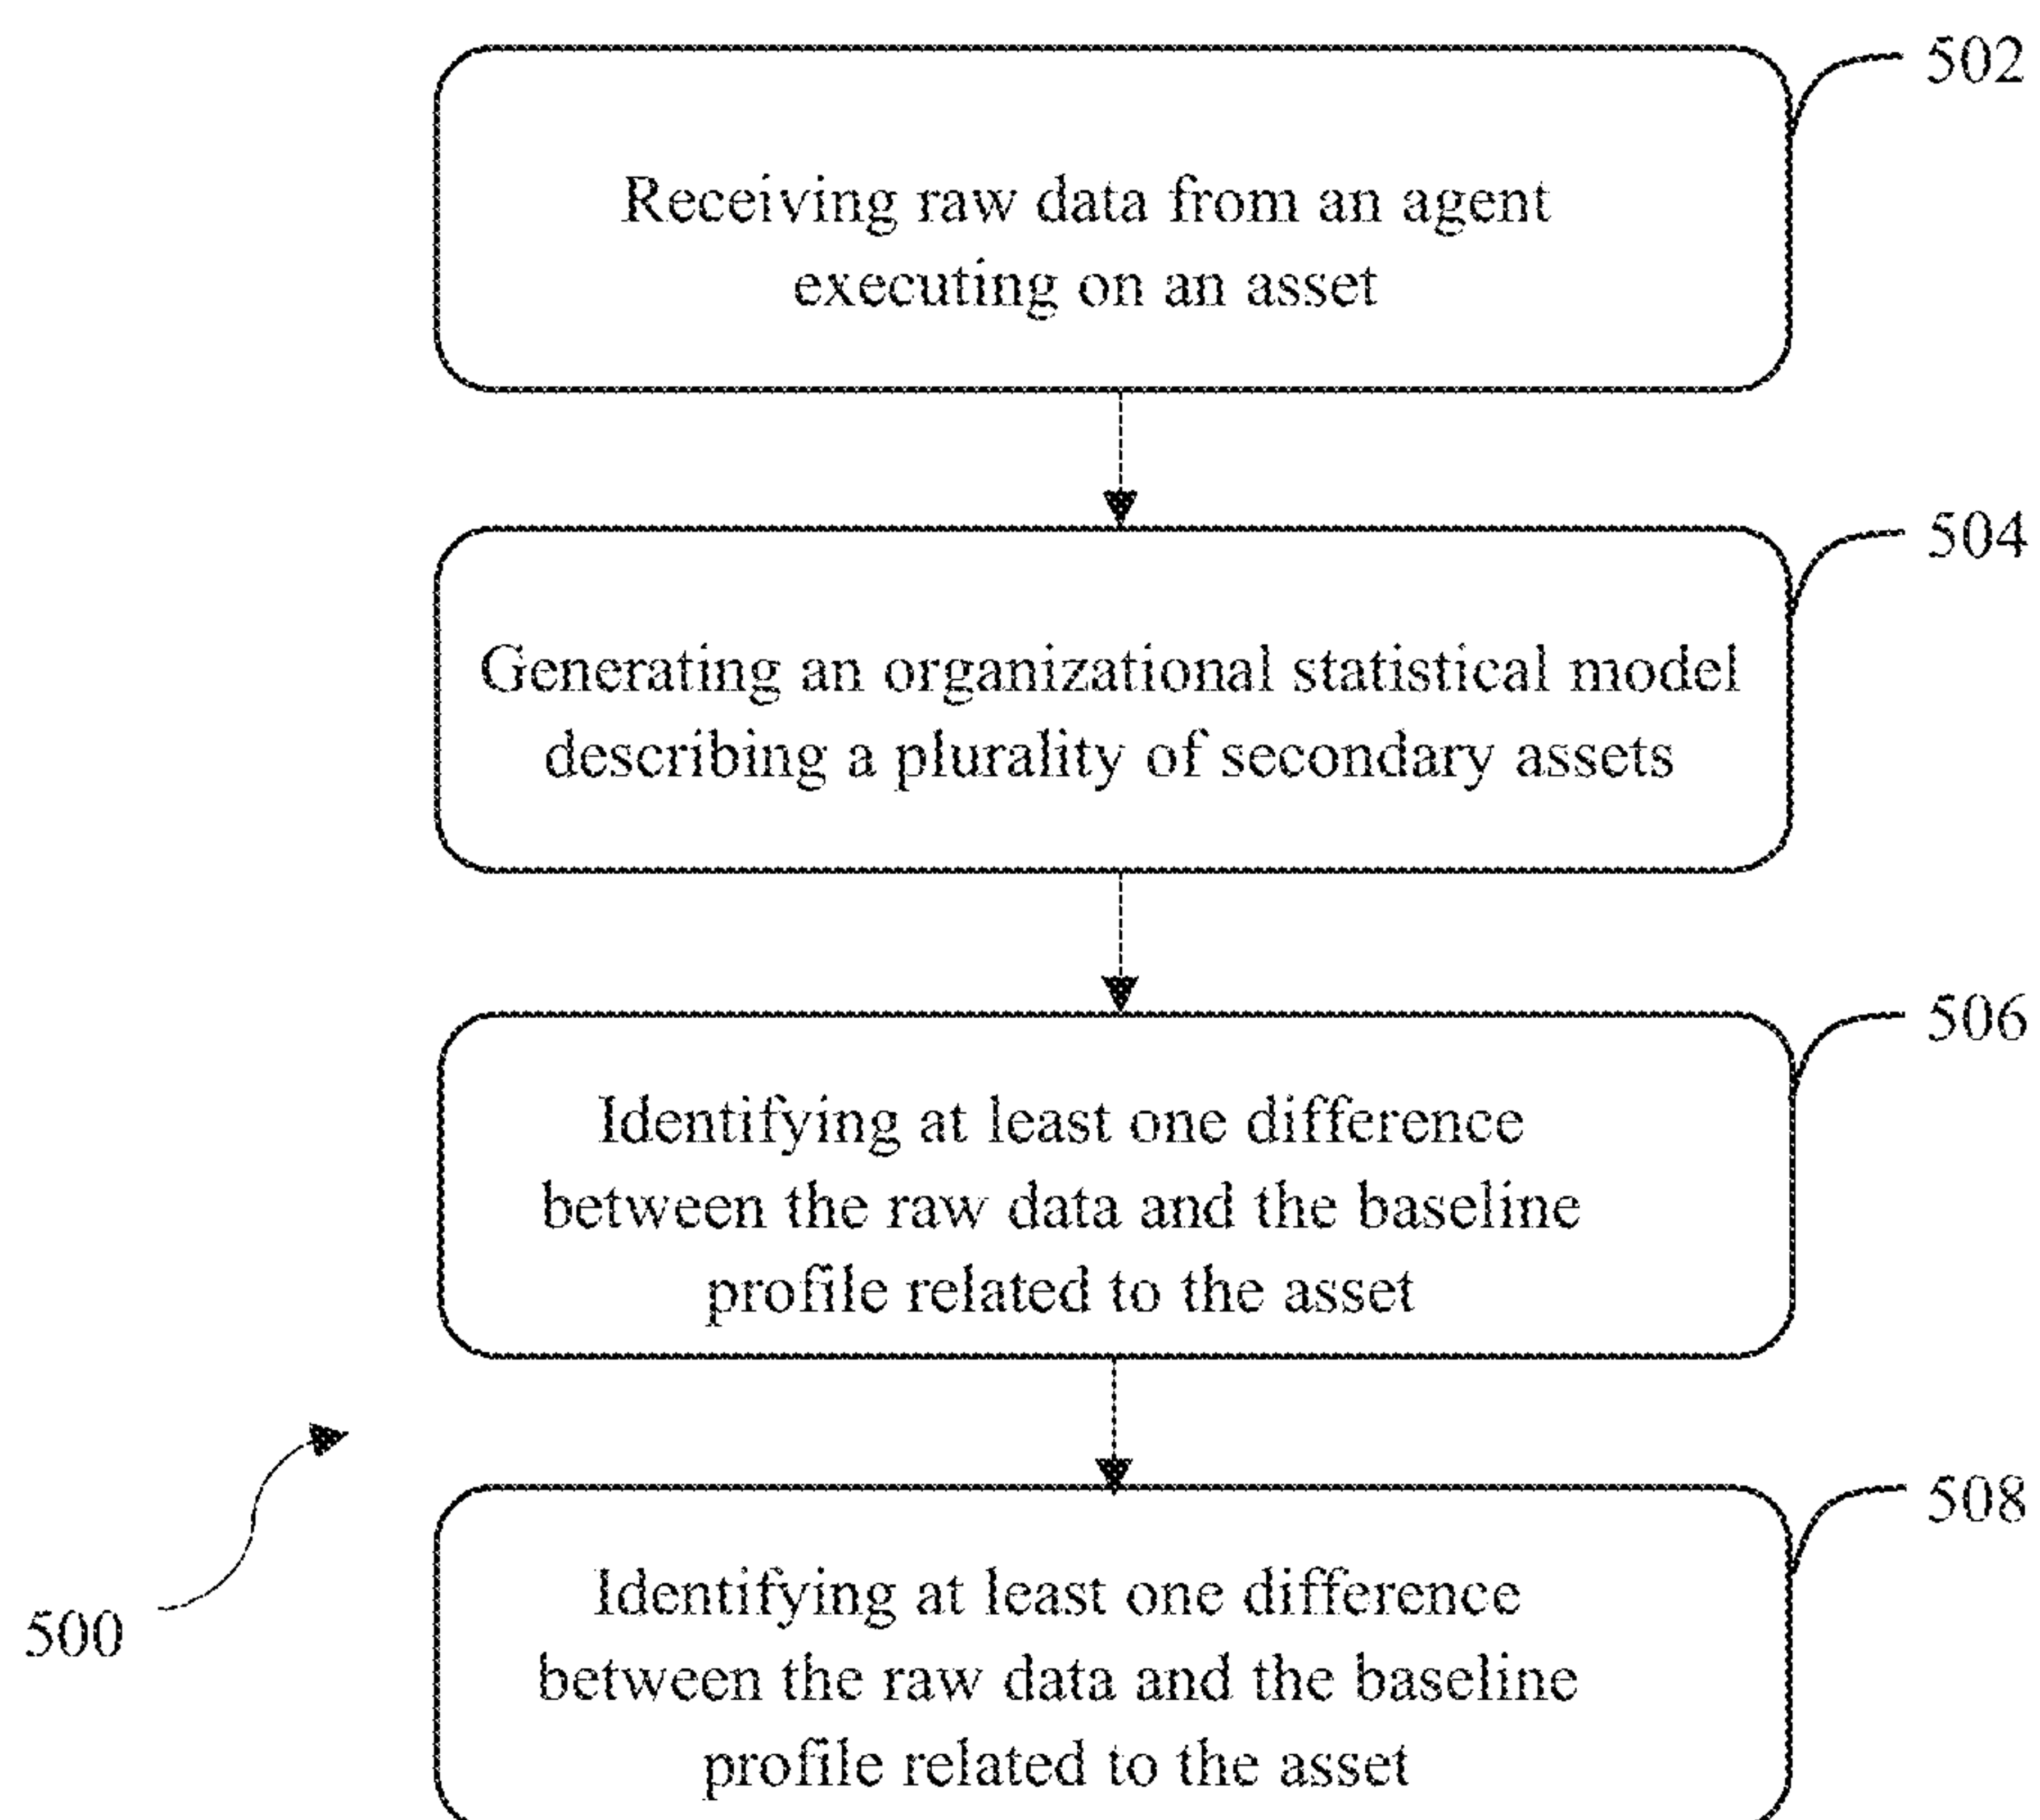 502
Receiving raw data from an agent
executing on an asset
504
Generating an organizational statistical model
describing a plurality of secondary assets
506
Identifying at least one difference
between the raw data and the baseline
profile related to the asset
508
Identifying at least one difference
between the raw data and the baseline
profile related to the asset
500